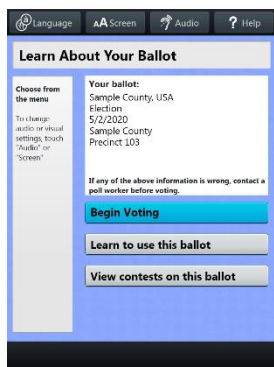 Language
AA Screen
Audio
? Help
Learn About Your Ballot
Choose from
the menu
To change
audio or visual
settings, touch
"Audio" or
"Screen"
Your ballot:
Sample County, USA
Election
5/2/2020
Sample County
Precinct 103
If any of the above information is wrong, contact a
poll worker before voting.
Begin Voting
Learn to use this ballot
View contests on this ballot